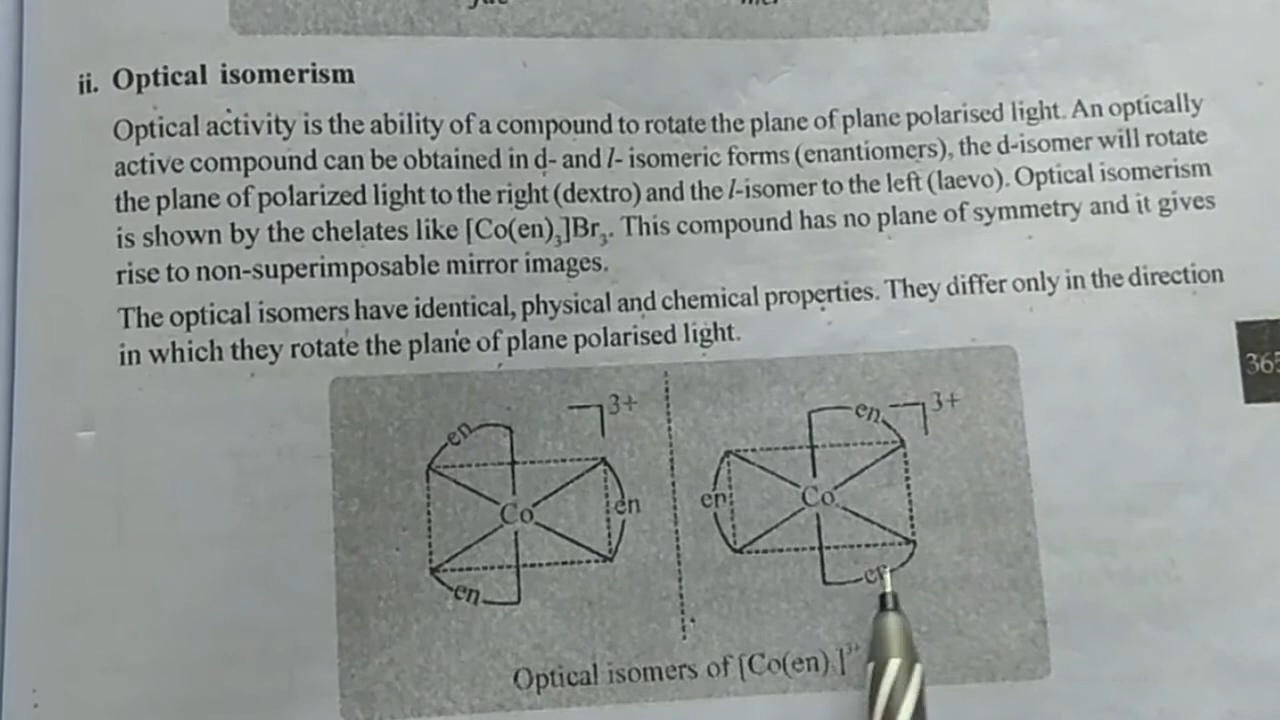 ii. Optical isomerism
Optical activity is the ability of a compound to rotate the plane of plane polarised light. An optically
active compound can be obtained in d- and l- isomeric forms (enantiomers), the d-isomer will rotate
the plane of polarized light to the right (dextro) and the l-isomer to the left (laevo). Optical isomerism
is shown by the chelates like [Co(en)₃]Br₃. This compound has no plane of symmetry and it gives
rise to non-superimposable mirror images.
The optical isomers have identical, physical and chemical properties. They differ only in the direction
in which they rotate the plane of plane polarised light.
365
3+ 3+
en en
Co en en Co
en
Optical isomers of [Co(en) ]³⁺